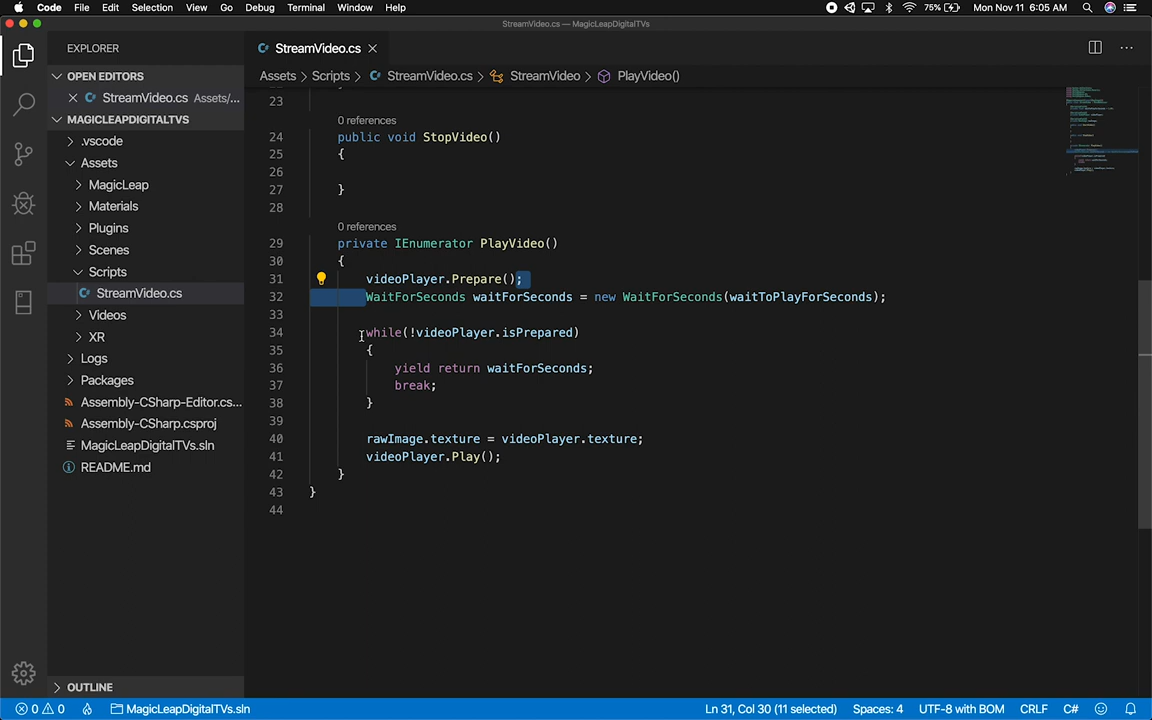 Code File Edit Selection View Go Debug Terminal Window Help 75% Mon Nov 11 6:05 AM
StreamVideo.cs — MagicLeapDigitalTVs
EXPLORER
OPEN EDITORS
StreamVideo.cs Assets/...
MAGICLEAPDIGITALTVS
.vscode
Assets
MagicLeap
Materials
Plugins
Scenes
Scripts
StreamVideo.cs
Videos
XR
Logs
Packages
Assembly-CSharp-Editor.cs...
Assembly-CSharp.csproj
MagicLeapDigitalTVs.sln
README.md
OUTLINE
StreamVideo.cs
Assets > Scripts > StreamVideo.cs > StreamVideo > PlayVideo()
23
0 references
24 public void StopVideo()
25 {
26
27 }
28
0 references
29 private IEnumerator PlayVideo()
30 {
31 videoPlayer.Prepare();
32 WaitForSeconds waitForSeconds = new WaitForSeconds(waitToPlayForSeconds);
33
34 while(!videoPlayer.isPrepared)
35 {
36 yield return waitForSeconds;
37 break;
38 }
39
40 rawImage.texture = videoPlayer.texture;
41 videoPlayer.Play();
42 }
43 }
44
0 0 MagicLeapDigitalTVs.sln Ln 31, Col 30 (11 selected) Spaces: 4 UTF-8 with BOM CRLF C#